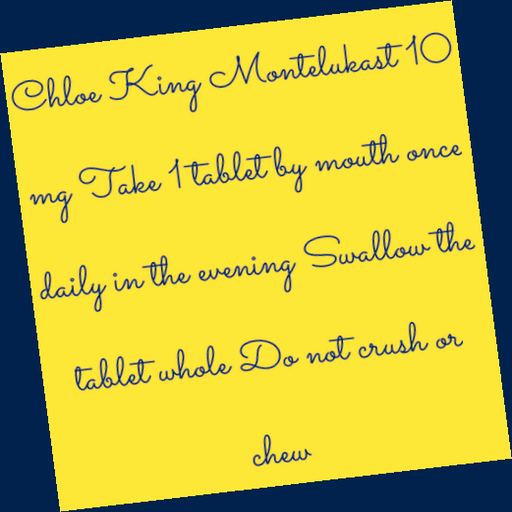 Chloe King Montelukast 10
mg Take 1 tablet by mouth once
daily in the evening Swallow the
tablet whole Do not crush or
chew